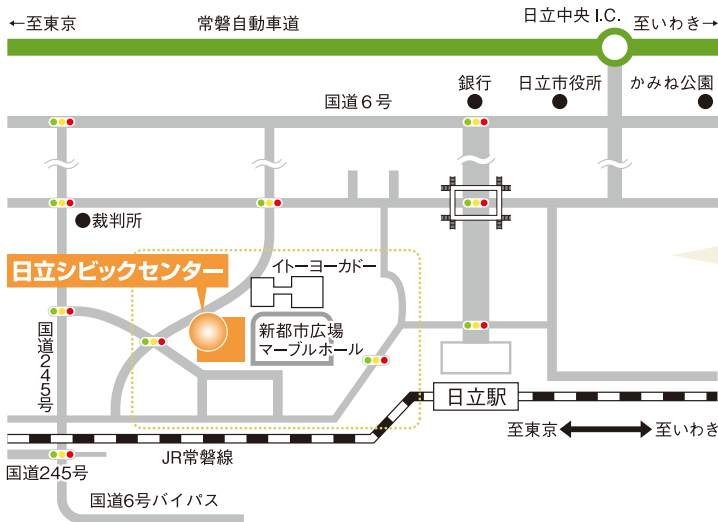 ←至東京
常磐自動車道
日立中央 I.C.
至いわき→
銀行
日立市役所
かみね公園
国道６号
裁判所
日立シビックセンター
イトーヨーカドー
新都市広場
マーブルホール
国道245号
日立駅
至東京
至いわき
JR常磐線
国道245号
国道6号バイパス